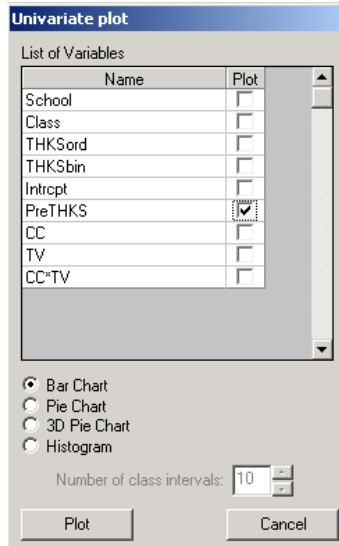 Univariate plot
List of Variables
Name Plot
School
Class
THKSord
THKSbin
Intrcpt
PreTHKS
CC
TV
CC*TV
Bar Chart
Pie Chart
3D Pie Chart
Histogram
Number of class intervals: 10
Plot Cancel